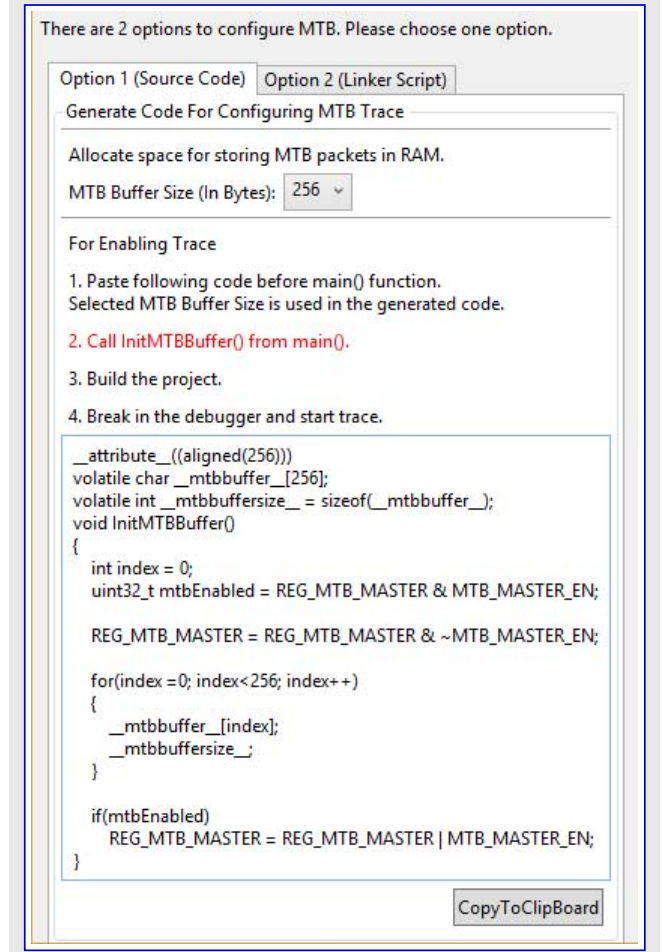 There are 2 options to configure MTB. Please choose one option.
Option 1 (Source Code) Option 2 (Linker Script)
Generate Code For Configuring MTB Trace
Allocate space for storing MTB packets in RAM.
MTB Buffer Size (In Bytes): 256
For Enabling Trace
1. Paste following code before main() function.
Selected MTB Buffer Size is used in the generated code.
2. Call InitMTBBuffer() from main().
3. Build the project.
4. Break in the debugger and start trace.
__attribute__((aligned(256)))
volatile char __mtbbuffer__[256];
volatile int __mtbbuffersize__ = sizeof(__mtbbuffer__);
void InitMTBBuffer()
{
int index = 0;
uint32_t mtbEnabled = REG_MTB_MASTER & MTB_MASTER_EN;
REG_MTB_MASTER = REG_MTB_MASTER & ~MTB_MASTER_EN;
for(index =0; index<256; index++)
{
__mtbbuffer__[index];
__mtbbuffersize__;
}
if(mtbEnabled)
REG_MTB_MASTER = REG_MTB_MASTER | MTB_MASTER_EN;
}
CopyToClipBoard